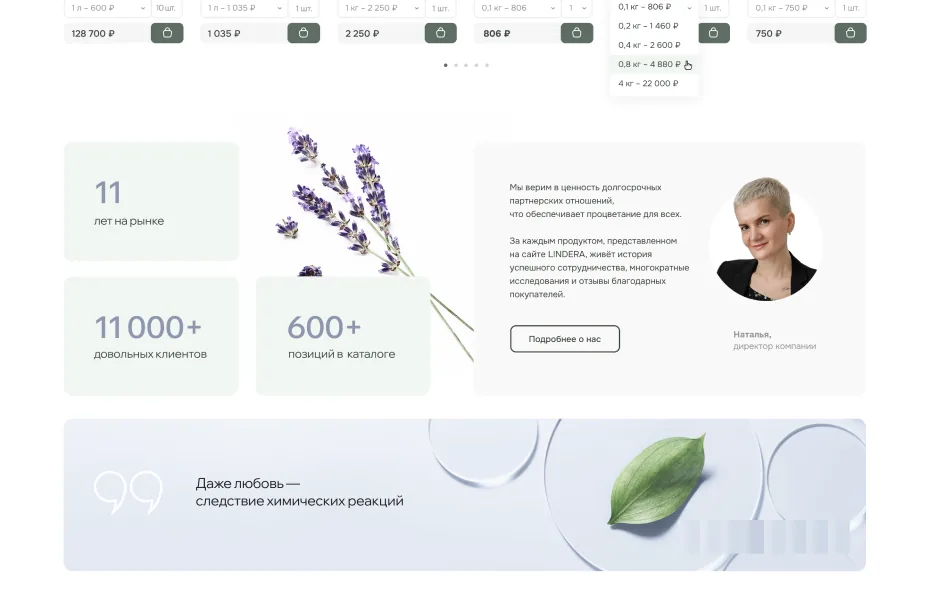 1 л – 600 ₽ 10 шт. 1 л – 1 035 ₽ 1 шт. 1 кг – 2 250 ₽ 1 шт. 0,1 кг – 806 1 0,1 кг – 806 ₽ 1 шт. 0,1 кг – 750 ₽ 1 шт.
128 700 ₽ 1 035 ₽ 2 250 ₽ 806 ₽ 750 ₽
0,2 кг – 1 460 ₽
0,4 кг – 2 600 ₽
0,8 кг – 4 880 ₽
4 кг – 22 000 ₽
11
лет на рынке
11 000+
довольных клиентов
600+
позиций в каталоге
Мы верим в ценность долгосрочных
партнерских отношений,
что обеспечивает процветание для всех.
За каждым продуктом, представленном
на сайте LINDERA, живёт история
успешного сотрудничества, многократные
исследования и отзывы благодарных
покупателей.
Подробнее о нас
Наталья,
директор компании
Даже любовь —
следствие химических реакций